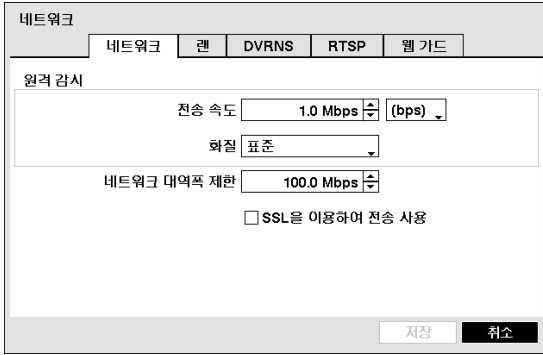 네트워크
네트워크 랜 DVRNS RTSP 웹 가드
원격 감시
전송 속도 1.0 Mbps (bps)
화질 표준
네트워크 대역폭 제한 100.0 Mbps
SSL을 이용하여 전송 사용
저장 취소